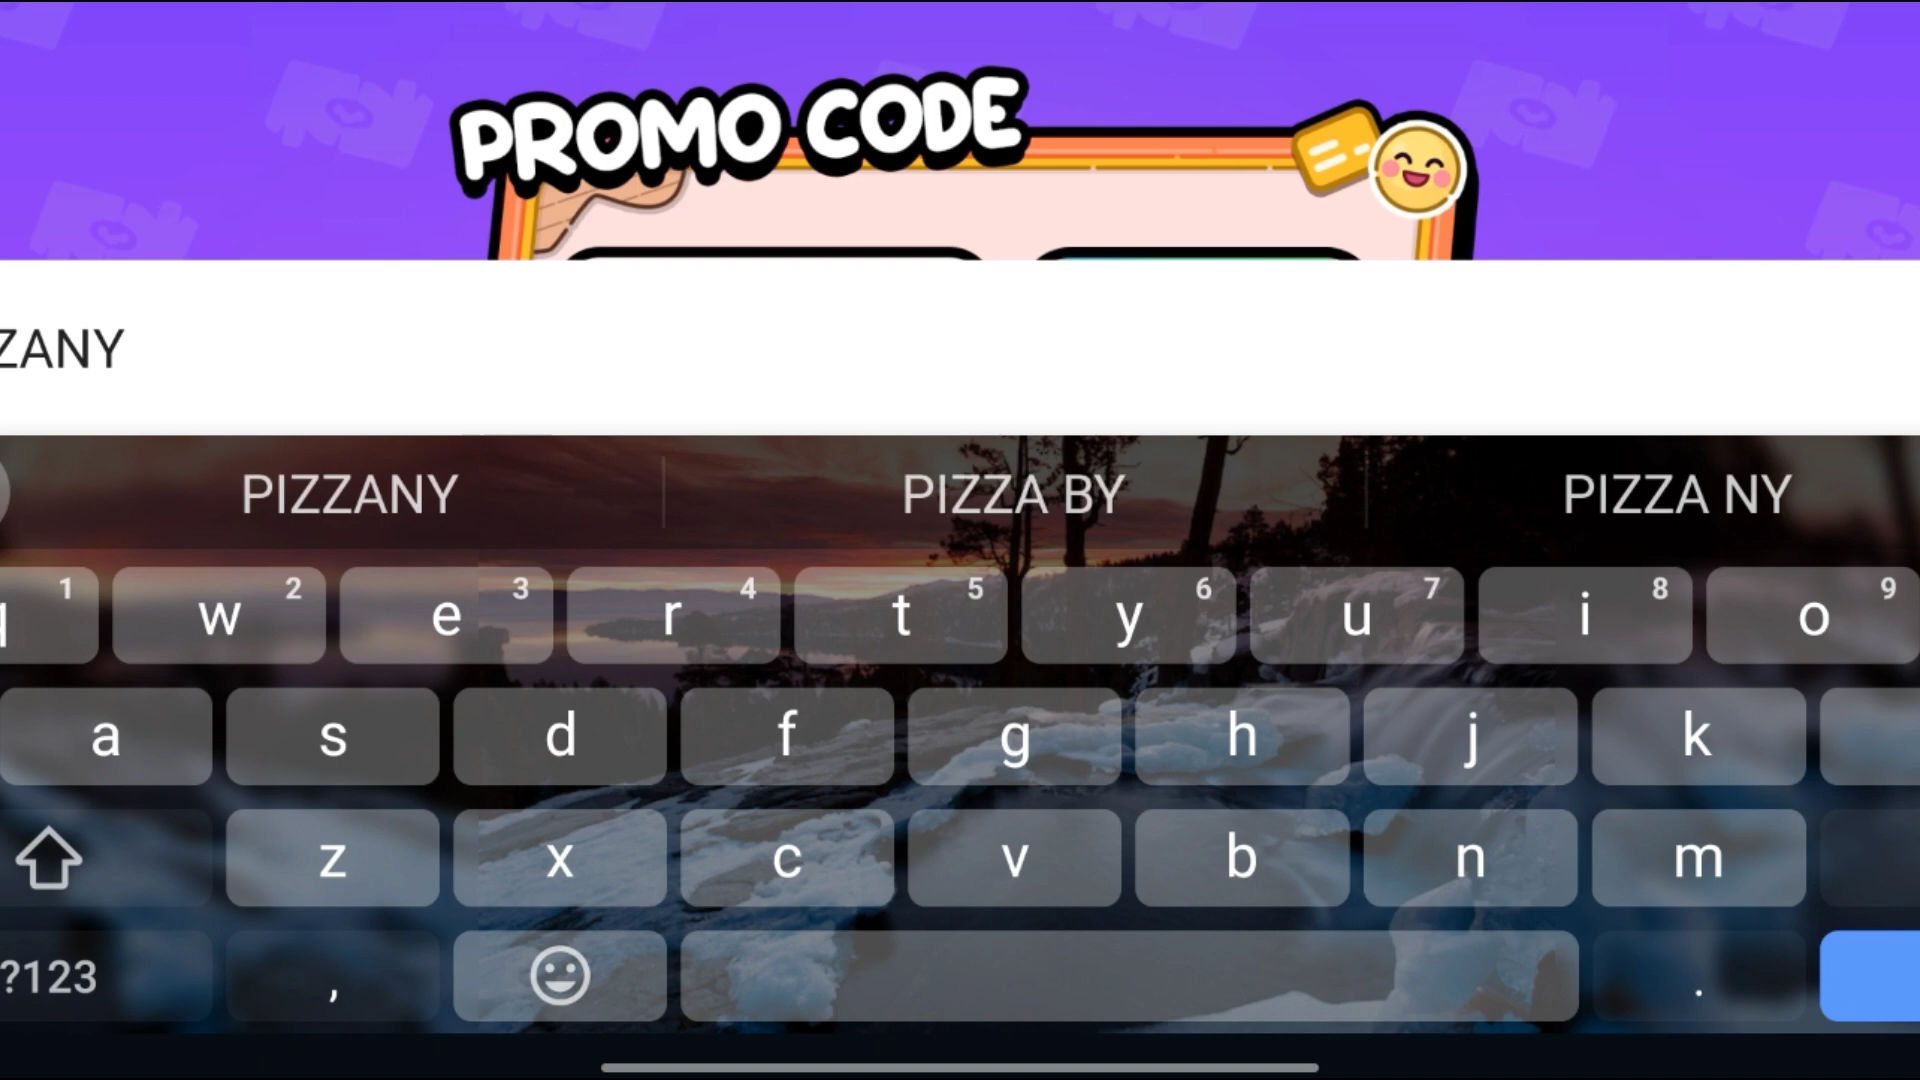 PROMO CODE
ZANY
PIZZANY PIZZA BY PIZZA NY
q 1 w 2 e 3 r 4 t 5 y 6 u 7 i 8 o 9
a s d f g h j k
z x c v b n m
?123 , .